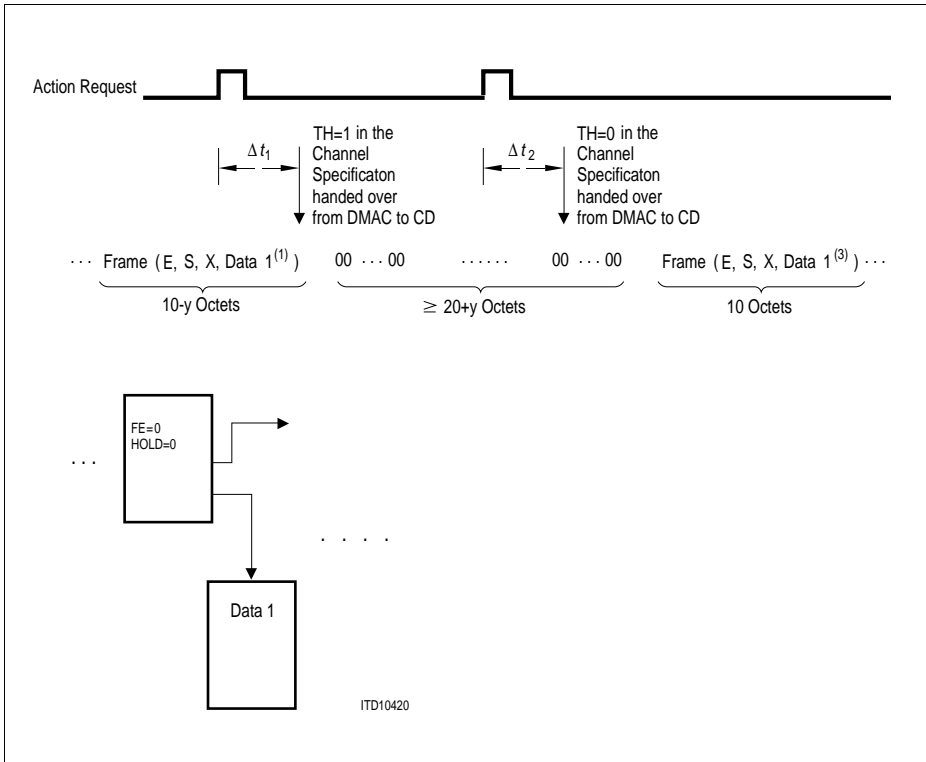 Action Request
Δ t1
TH=1 in the
Channel
Specificaton
handed over
from DMAC to CD
Δ t2
TH=0 in the
Channel
Specificaton
handed over
from DMAC to CD
··· Frame (E, S, X, Data 1(1)) 00 ··· 00 ······ 00 ··· 00 Frame (E, S, X, Data 1(3)) ···
10-y Octets ≥ 20+y Octets 10 Octets
FE=0
HOLD=0
...
. . . .
Data 1
ITD10420